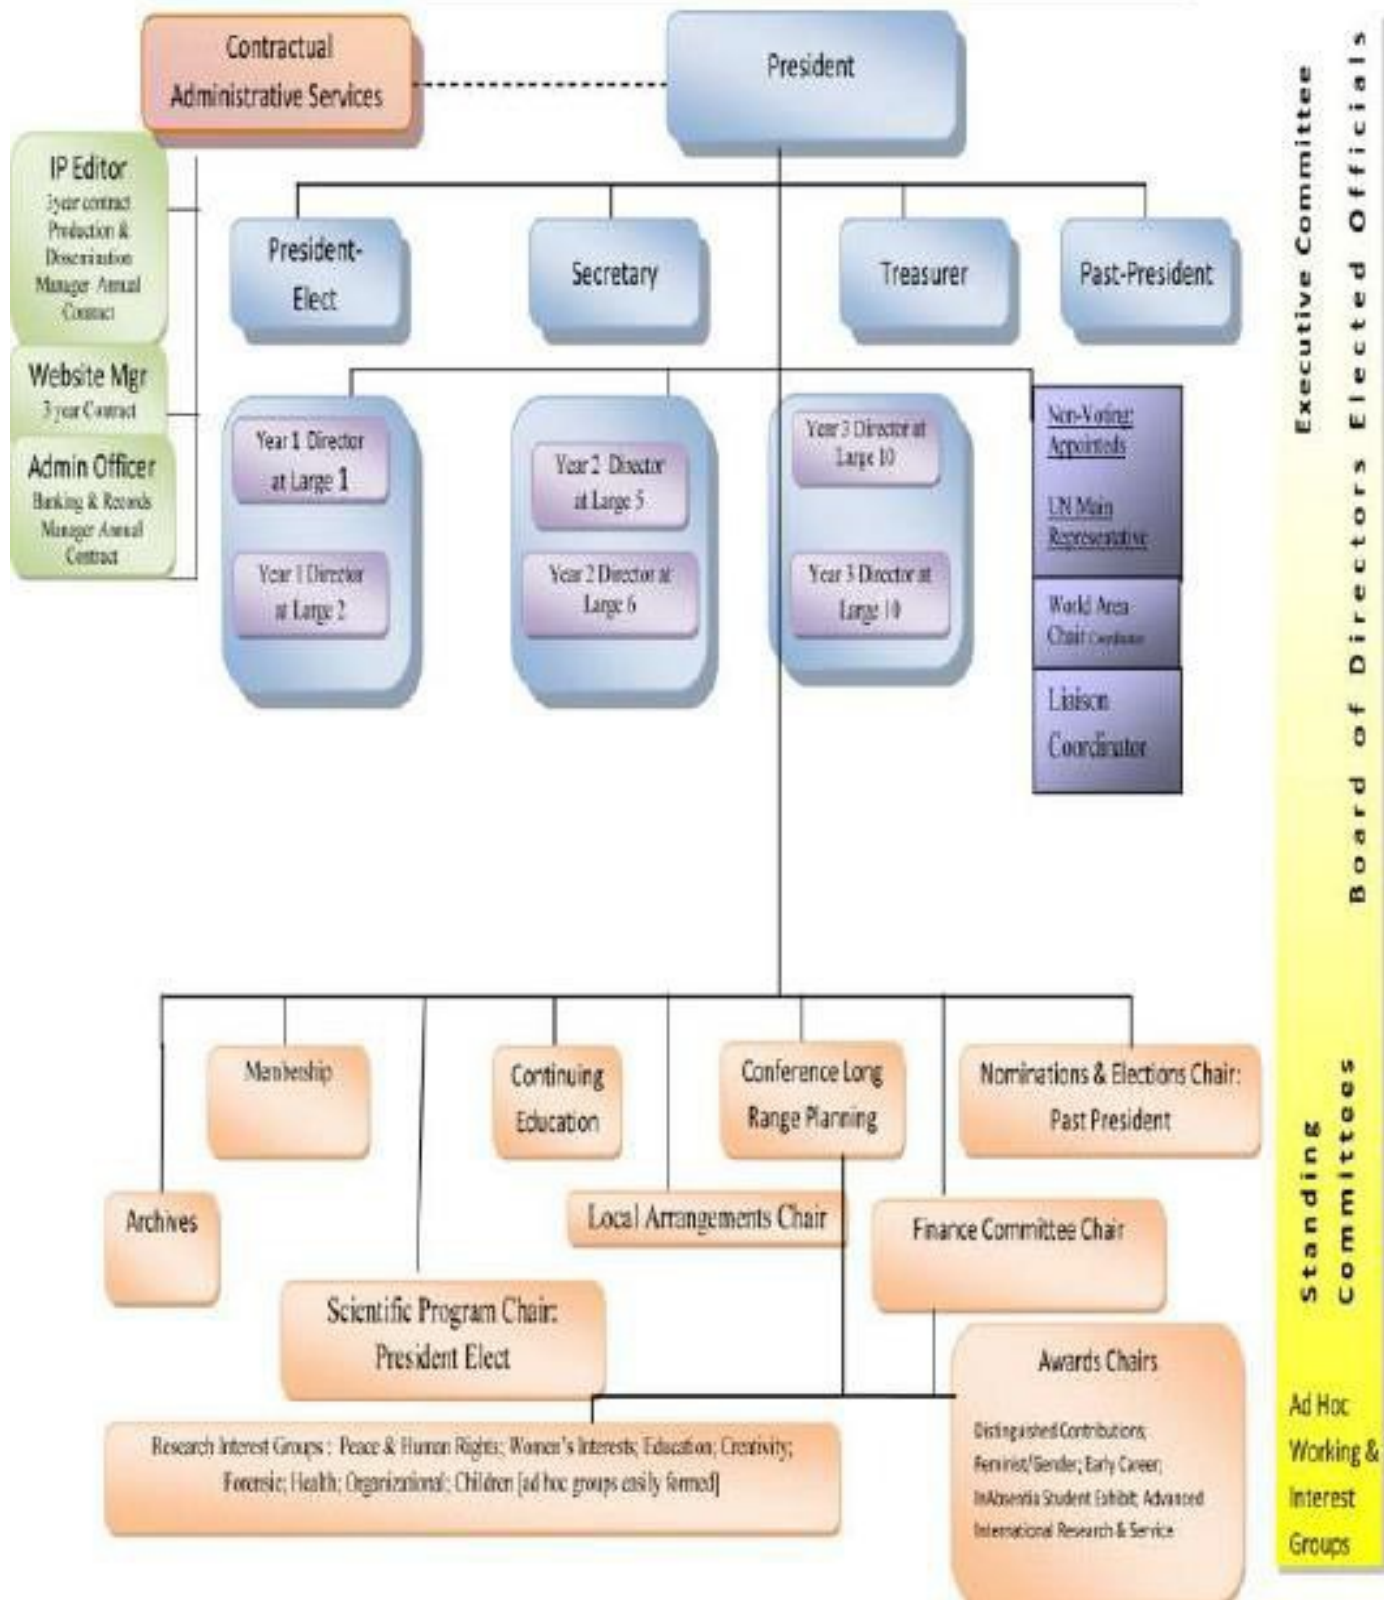 Contractual
Administrative Services
President
IP Editor
3year contract
Production &
Dissemination
Manager Annual
Contract
Website Mgr
3 year Contract
Admin Officer
Banking & Records
Manager Annual
Contract
President-
Elect
Secretary
Treasurer
Past-President
Year 1 Director
at Large 1
Year 1 Director
at Large 2
Year 2 Director
at Large 5
Year 2 Director at
Large 6
Year 3 Director at
Large 10
Year 3 Director at
Large 10
Non-Voting:
Appointeds
UN Main
Representative
World Area
Chair Coordinator
Liaison
Coordinator
Executive Committee
Board of Directors Elected Officials
Membership
Continuing
Education
Conference Long
Range Planning
Nominations & Elections Chair:
Past President
Archives
Local Arrangements Chair
Finance Committee Chair
Scientific Program Chair:
President Elect
Standing
Committees
Research Interest Groups : Peace & Human Rights; Women's Interests; Education; Creativity;
Forensic; Health; Organizational; Children [ad hoc groups easily formed]
Awards Chairs
Distinguished Contributions;
Feminist/Gender; Early Career;
InAbsentia Student Exhibit; Advanced
International Research & Service
Ad Hoc
Working &
Interest
Groups